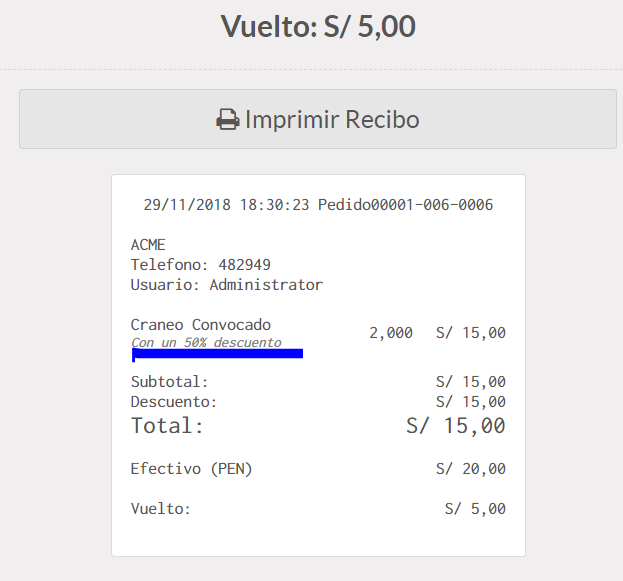 Vuelto: S/ 5,00
Imprimir Recibo
29/11/2018 18:30:23 Pedido00001-006-0006
ACME
Telefono: 482949
Usuario: Administrator
Craneo Convocado 2,000 S/ 15,00
Con un 50% descuento
Subtotal: S/ 15,00
Descuento: S/ 15,00
Total: S/ 15,00
Efectivo (PEN) S/ 20,00
Vuelto: S/ 5,00